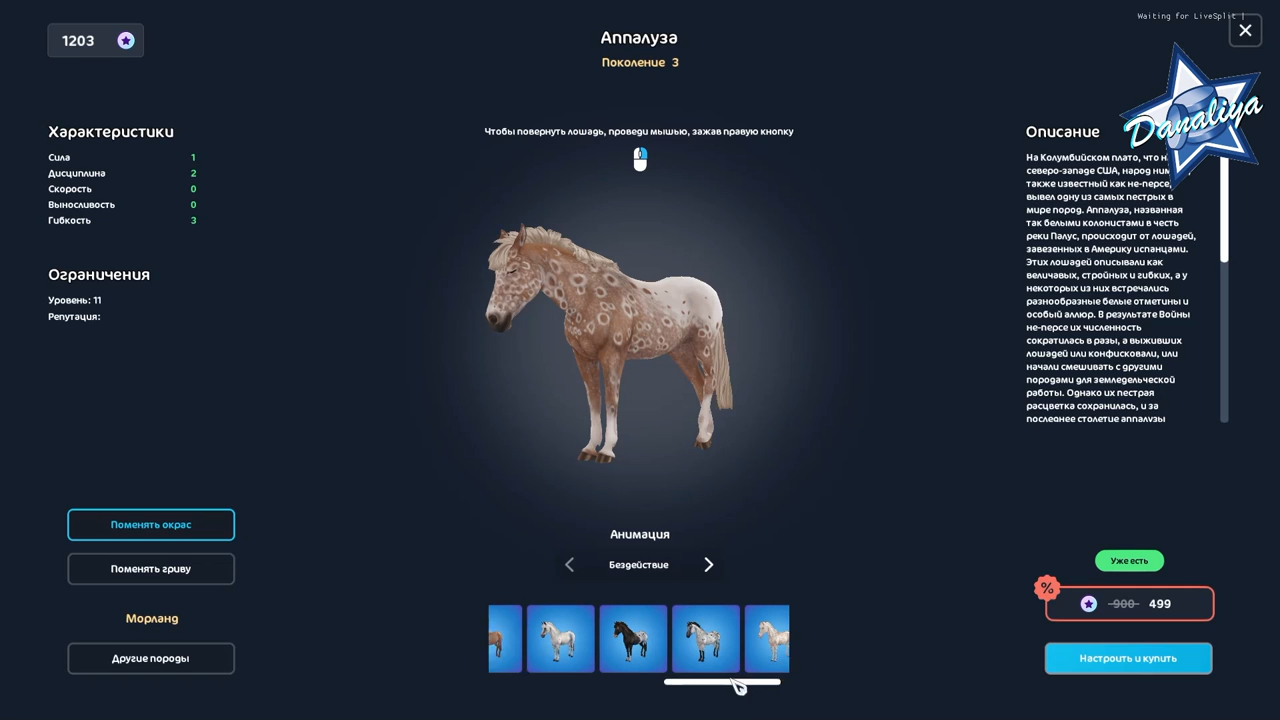 Waiting for LiveSplit
1203
Аппалуза
Поколение 3
Danaliya
Характеристики
Сила 1
Дисциплина 2
Скорость 0
Выносливость 0
Гибкость 3
Ограничения
Уровень: 11
Репутация:
Чтобы повернуть лошадь, проведи мышью, зажав правую кнопку
Описание
На Колумбийском плато, что
северо-западе США, народ
также известный как не-персе,
вывел одну из самых пестрых в
мире пород. Аппалуза, названная
так белыми колонистами в честь
реки Палус, происходит от лошадей,
завезенных в Америку испанцами.
Этих лошадей описывали как
величавых, стройных и гибких, а у
некоторых из них встречались
разнообразные белые отметины и
особый аллюр. В результате Войны
не-персе их численность
сократилась в разы, а выживших
лошадей или конфисковали, или
начали смешивать с другими
породами для земледельческой
работы. Однако их пестрая
расцветка сохранилась, и за
последнее столетие аппалузы
Поменять окрас
Поменять гриву
Морланд
Другие породы
Анимация
Бездействие
Уже есть
%
900 499
Настроить и купить